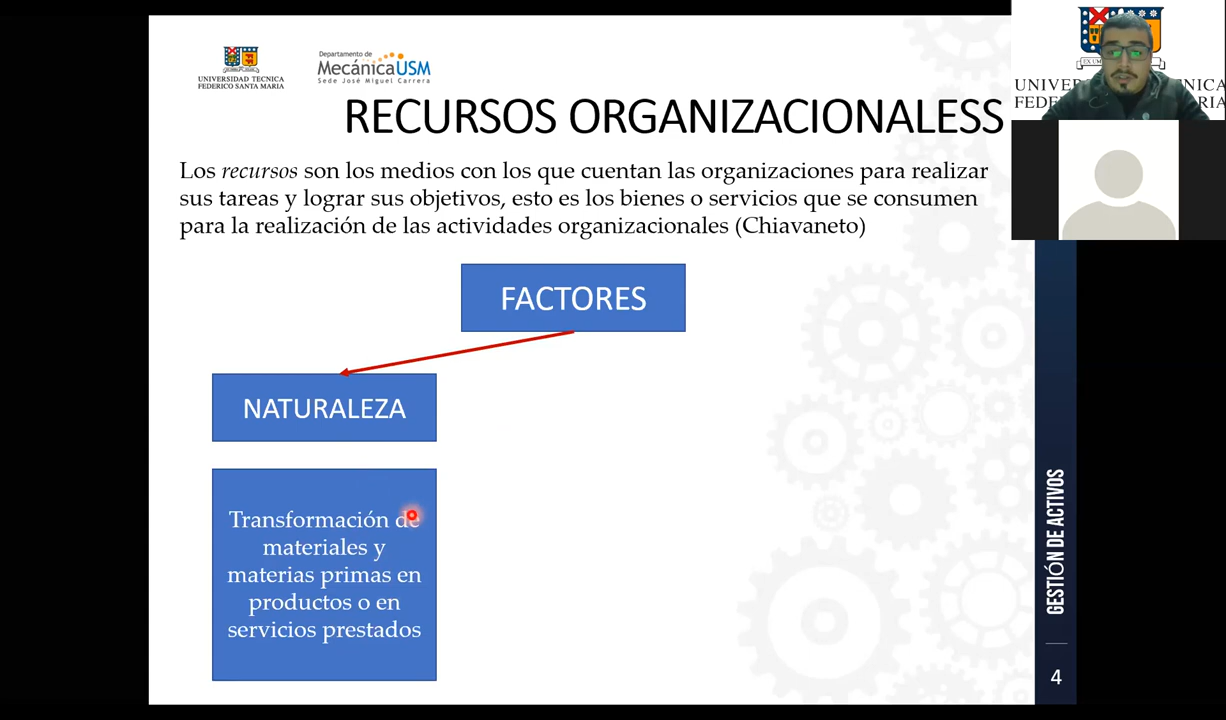 UNIVERSIDAD TECNICA
FEDERICO SANTA MARIA
Departamento de
MecánicaUSM
Sede José Miguel Carrera
RECURSOS ORGANIZACIONALESS
Los recursos son los medios con los que cuentan las organizaciones para realizar
sus tareas y lograr sus objetivos, esto es los bienes o servicios que se consumen
para la realización de las actividades organizacionales (Chiavaneto)
FACTORES
NATURALEZA
Transformación de
materiales y
materias primas en
productos o en
servicios prestados
GESTIÓN DE ACTIVOS
4